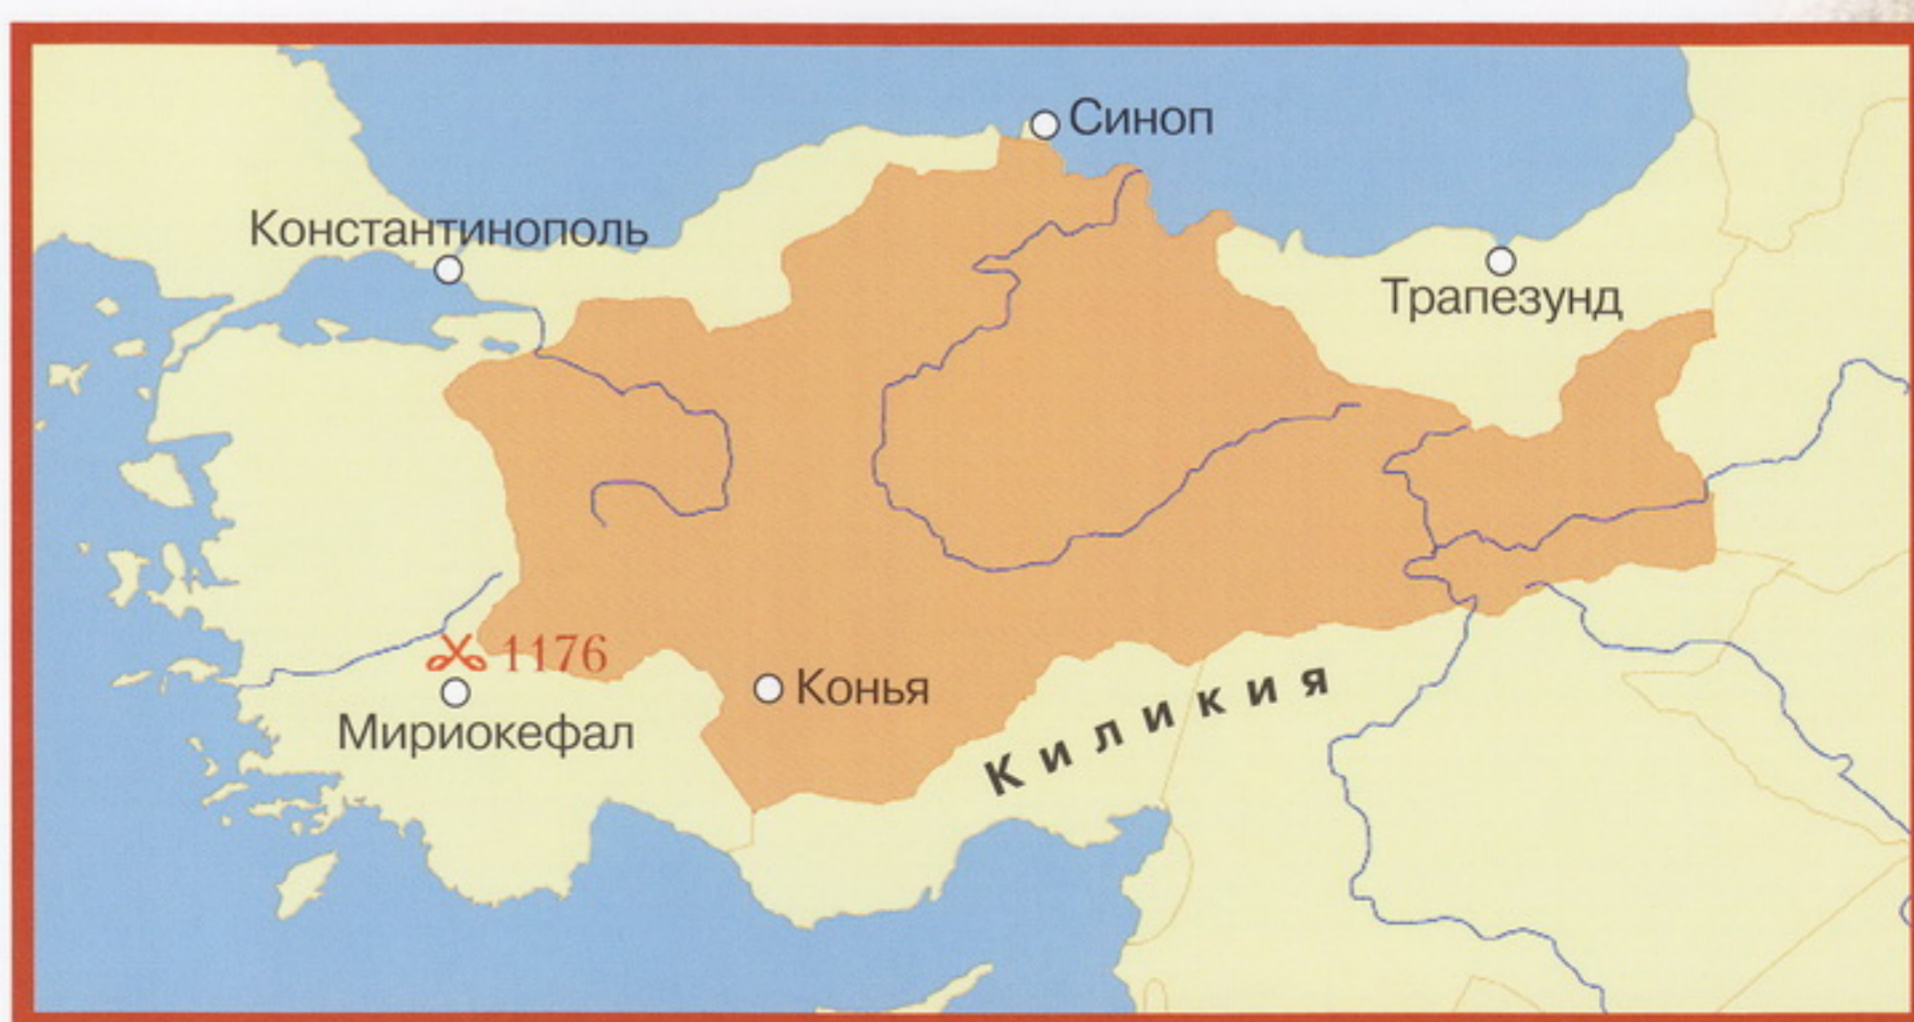 Синоп
Константинополь
Трапезунд
1176
Конья
Мириокефал
Киликия